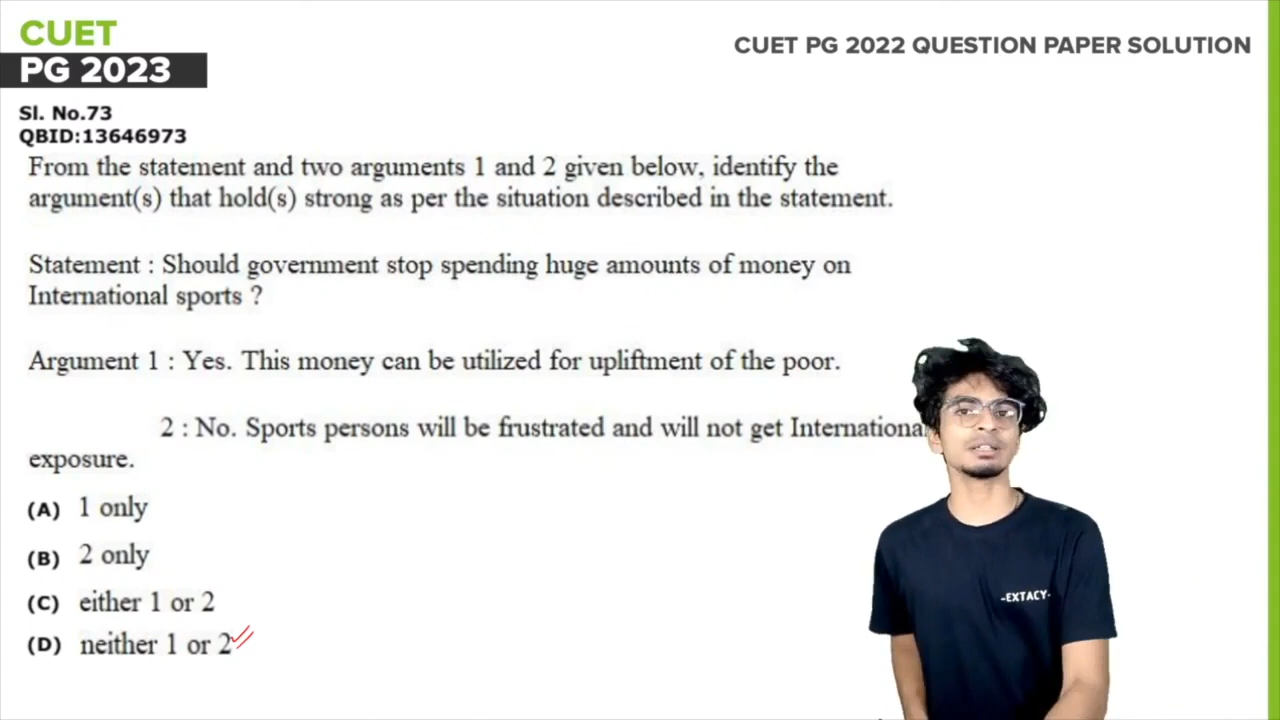 CUET
PG 2023
CUET PG 2022 QUESTION PAPER SOLUTION
Sl. No.73
QBID:13646973
From the statement and two arguments 1 and 2 given below, identify the
argument(s) that hold(s) strong as per the situation described in the statement.
Statement : Should government stop spending huge amounts of money on
International sports ?
Argument 1 : Yes. This money can be utilized for upliftment of the poor.
2 : No. Sports persons will be frustrated and will not get Internationa
exposure.
(A) 1 only
(B) 2 only
(C) either 1 or 2
(D) neither 1 or 2
-EXTACY-